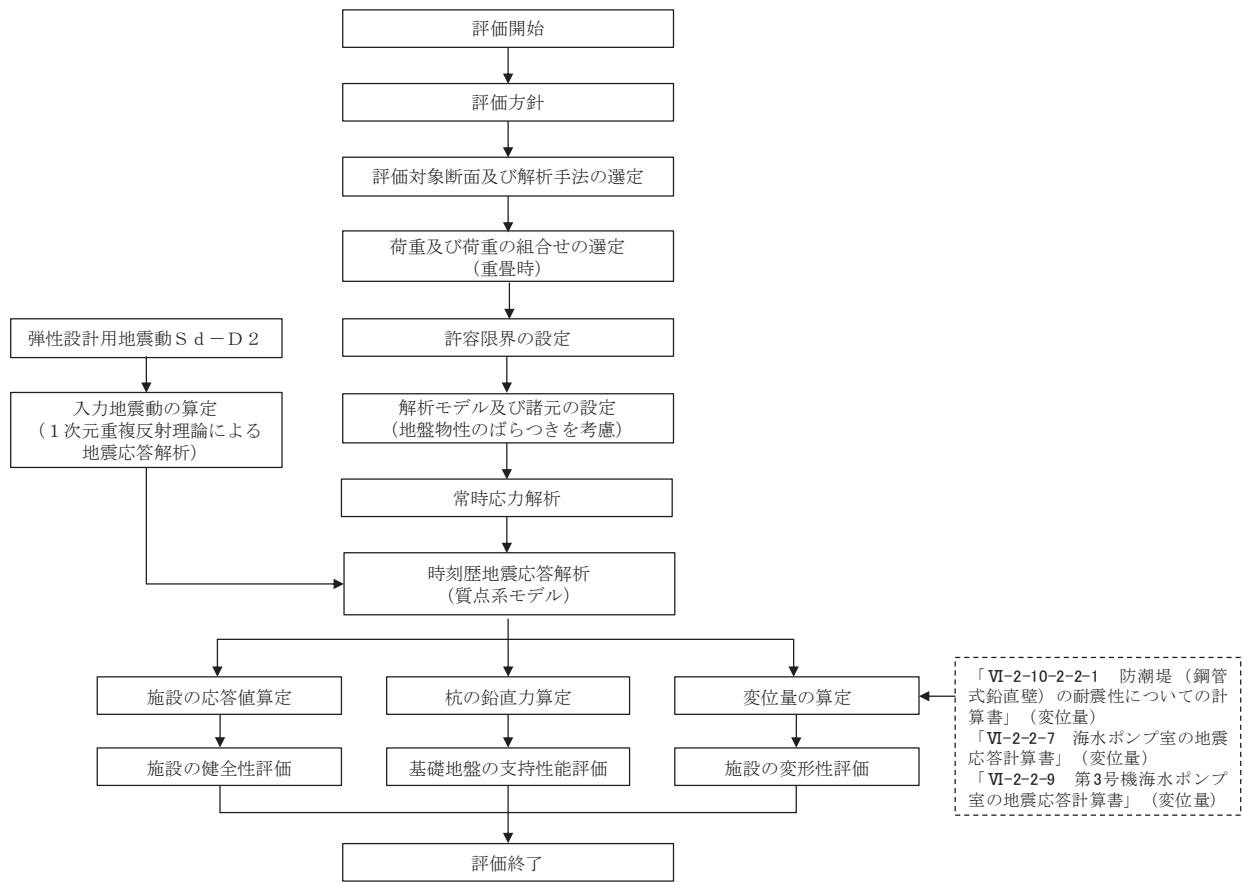 評価開始
評価方針
評価対象断面及び解析手法の選定
荷重及び荷重の組合せの選定
（重畳時）
弾性設計用地震動Ｓｄ－Ｄ２
許容限界の設定
入力地震動の算定
（１次元重複反射理論による
地震応答解析）
解析モデル及び諸元の設定
（地盤物性のばらつきを考慮）
常時応力解析
時刻歴地震応答解析
（質点系モデル）
施設の応答値算定
杭の鉛直力算定
変位量の算定
「Ⅵ-2-10-2-2-1　防潮堤（鋼管
式鉛直壁）の耐震性についての計
算書」（変位量）
「Ⅵ-2-2-7　海水ポンプ室の地震
応答計算書」（変位量）
「Ⅵ-2-2-9　第3号機海水ポンプ
室の地震応答計算書」（変位量）
施設の健全性評価
基礎地盤の支持性能評価
施設の変形性評価
評価終了